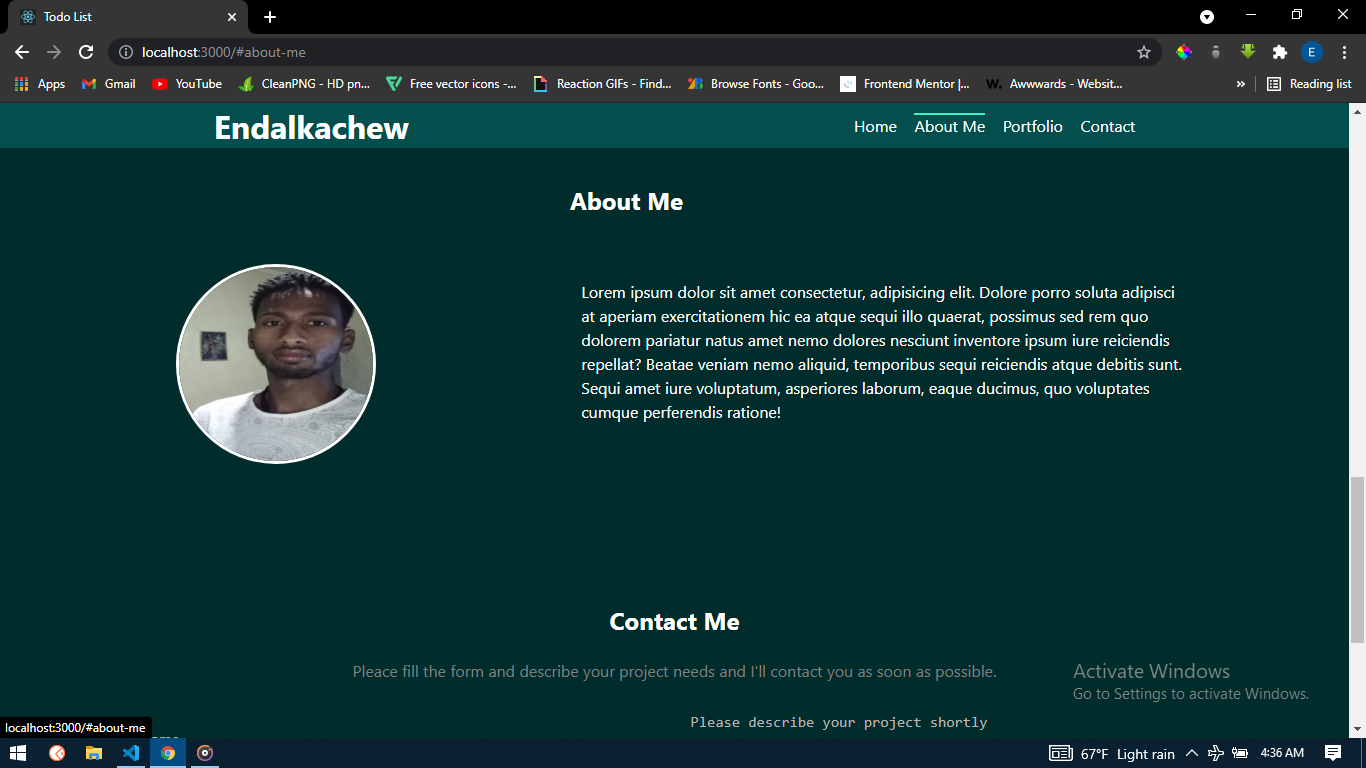 Todo List
localhost:3000/#about-me
E
Apps
Gmail
YouTube
CleanPNG - HD pn...
Free vector icons -...
Reaction GIFs - Find...
Browse Fonts - Goo...
Frontend Mentor |...
W. Awwwards - Websit...
»
Reading list
Endalkachew
Home
About Me
Portfolio
Contact
About Me
Lorem ipsum dolor sit amet consectetur, adipisicing elit. Dolore porro soluta adipisci
at aperiam exercitationem hic ea atque sequi illo quaerat, possimus sed rem quo
dolorem pariatur natus amet nemo dolores nesciunt inventore ipsum iure reiciendis
repellat? Beatae veniam nemo aliquid, temporibus sequi reiciendis atque debitis sunt.
Sequi amet iure voluptatum, asperiores laborum, eaque ducimus, quo voluptates
cumque perferendis ratione!
Contact Me
Pleace fill the form and describe your project needs and I'll contact you as soon as possible.
Activate Windows
Go to Settings to activate Windows.
Please describe your project shortly
localhost:3000/#about-me
67°F Light rain
4:36 AM